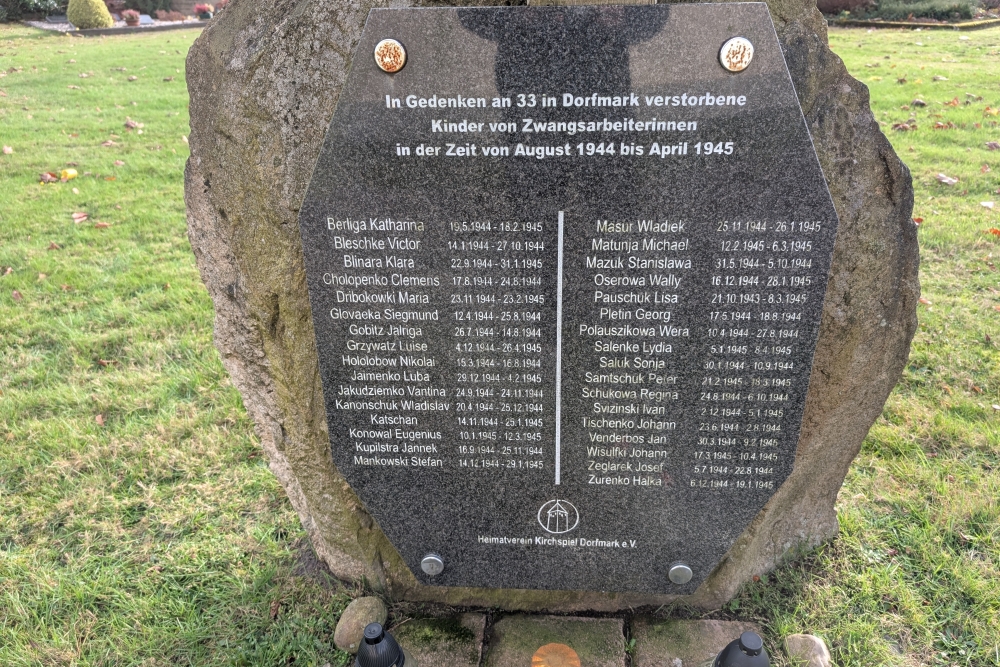 In Gedenken an 33 in Dorfmark verstorbene
Kinder von Zwangsarbeiterinnen
in der Zeit von August 1944 bis April 1945
Berliga Katharina 19.5.1944 - 18.2.1945
Bleschke Victor 14.1.1944 - 27.10.1944
Blinara Klara 22.9.1944 - 31.1.1945
Cholopenko Clemens 17.8.1944 - 24.8.1944
Dribokowki Maria 23.11.1944 - 23.2.1945
Glovaeka Siegmund 12.4.1944 - 25.8.1944
Gobitz Jalriga 26.7.1944 - 14.8.1944
Grzywatz Luise 4.12.1944 - 26.4.1945
Hololobow Nikolai 15.3.1944 - 16.8.1944
Jaimenko Luba 29.12.1944 - 4.2.1945
Jakudziemko Vantina 24.9.1944 - 24.11.1944
Kanonschuk Wladislav 20.4.1944 - 25.12.1944
Katschan 14.11.1944 - 25.1.1945
Konowal Eugenius 10.1.1945 - 12.3.1945
Kupilstra Jannek 16.9.1944 - 25.11.1944
Mankowski Stefan 14.12.1944 - 29.1.1945
Masur Wladiek 25.11.1944 - 26.1.1945
Matunja Michael 12.2.1945 - 6.3.1945
Mazuk Stanislawa 31.5.1944 - 5.10.1944
Oserowa Wally 16.12.1944 - 28.1.1945
Pauschuk Lisa 21.10.1943 - 8.3.1945
Pletin Georg 17.5.1944 - 18.8.1944
Polauszikowa Wera 10.4.1944 - 27.8.1944
Salenke Lydia 5.1.1945 - 8.4.1945
Saluk Sonja 30.1.1944 - 10.9.1944
Samtschuk Peter 21.2.1945 - 18.3.1945
Schukowa Regina 24.8.1944 - 6.10.1944
Svizinski Ivan 2.12.1944 - 5.1.1945
Tischenko Johann 23.6.1944 - 2.8.1944
Venderbos Jan 30.3.1944 - 9.2.1945
Wisulfki Johann 17.3.1945 - 10.4.1945
Zeglarek Josef 5.7.1944 - 22.8.1944
Zurenko Halka 6.12.1944 - 19.1.1945
Heimatverein Kirchspiel Dorfmark e.V.